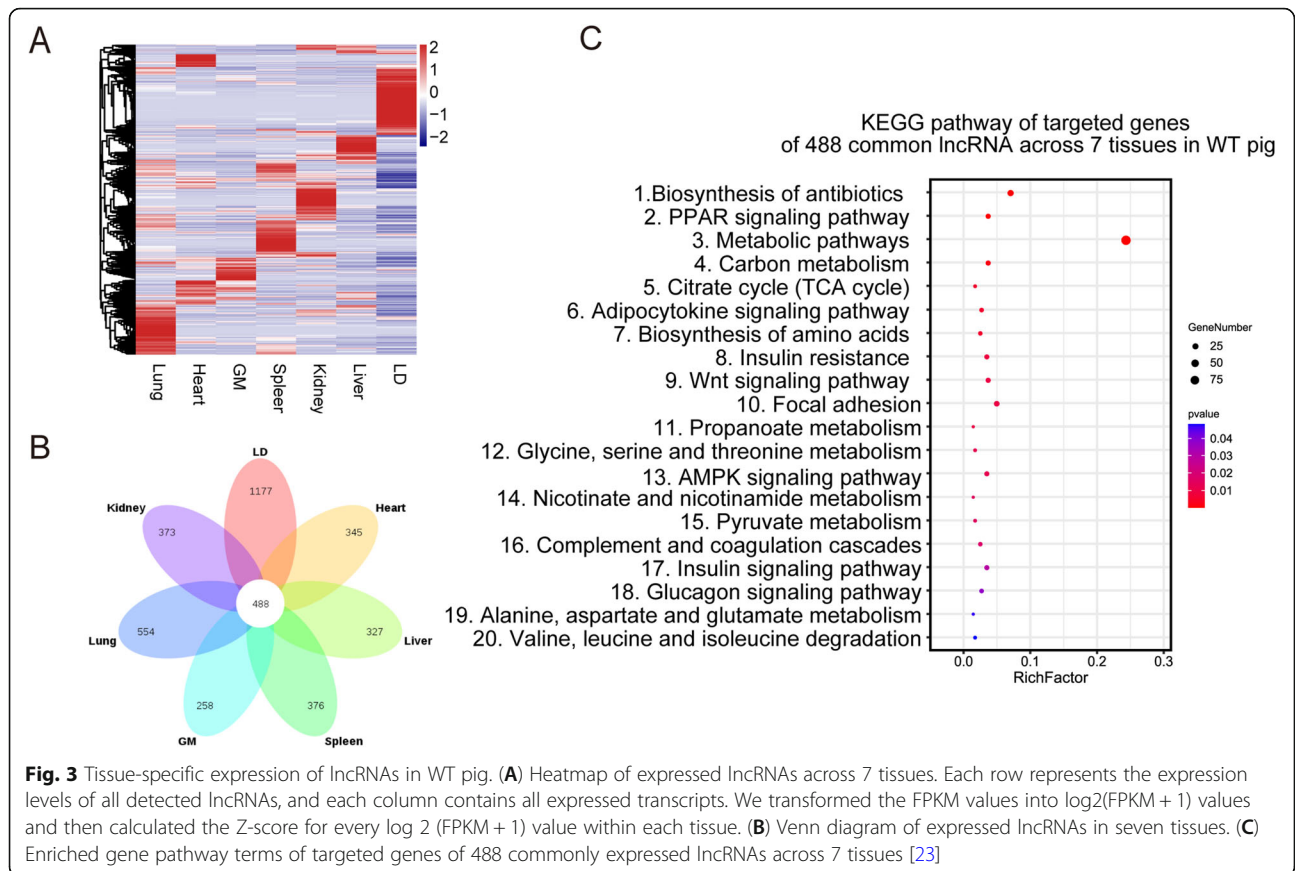 A
2
1
0
−1
−2
Lung
Heart
GM
Spleer
Kidney
Liver
LD
B
LD
1177
Heart
345
Kidney
373
488
Lung
554
327
Liver
258
376
GM
Spleen
C
KEGG pathway of targeted genes
of 488 common lncRNA across 7 tissues in WT pig
1.Biosynthesis of antibiotics
2. PPAR signaling pathway
3. Metabolic pathways
4. Carbon metabolism
5. Citrate cycle (TCA cycle)
6. Adipocytokine signaling pathway
7. Biosynthesis of amino acids
8. Insulin resistance
9. Wnt signaling pathway
10. Focal adhesion
11. Propanoate metabolism
12. Glycine, serine and threonine metabolism
13. AMPK signaling pathway
14. Nicotinate and nicotinamide metabolism
15. Pyruvate metabolism
16. Complement and coagulation cascades
17. Insulin signaling pathway
18. Glucagon signaling pathway
19. Alanine, aspartate and glutamate metabolism
20. Valine, leucine and isoleucine degradation
0.0 0.1 0.2 0.3
RichFactor
GeneNumber
25
50
75
pvalue
0.04
0.03
0.02
0.01
Fig. 3 Tissue-specific expression of lncRNAs in WT pig. (A) Heatmap of expressed lncRNAs across 7 tissues. Each row represents the expression
levels of all detected lncRNAs, and each column contains all expressed transcripts. We transformed the FPKM values into log2(FPKM + 1) values
and then calculated the Z-score for every log 2 (FPKM + 1) value within each tissue. (B) Venn diagram of expressed lncRNAs in seven tissues. (C)
Enriched gene pathway terms of targeted genes of 488 commonly expressed lncRNAs across 7 tissues [23]